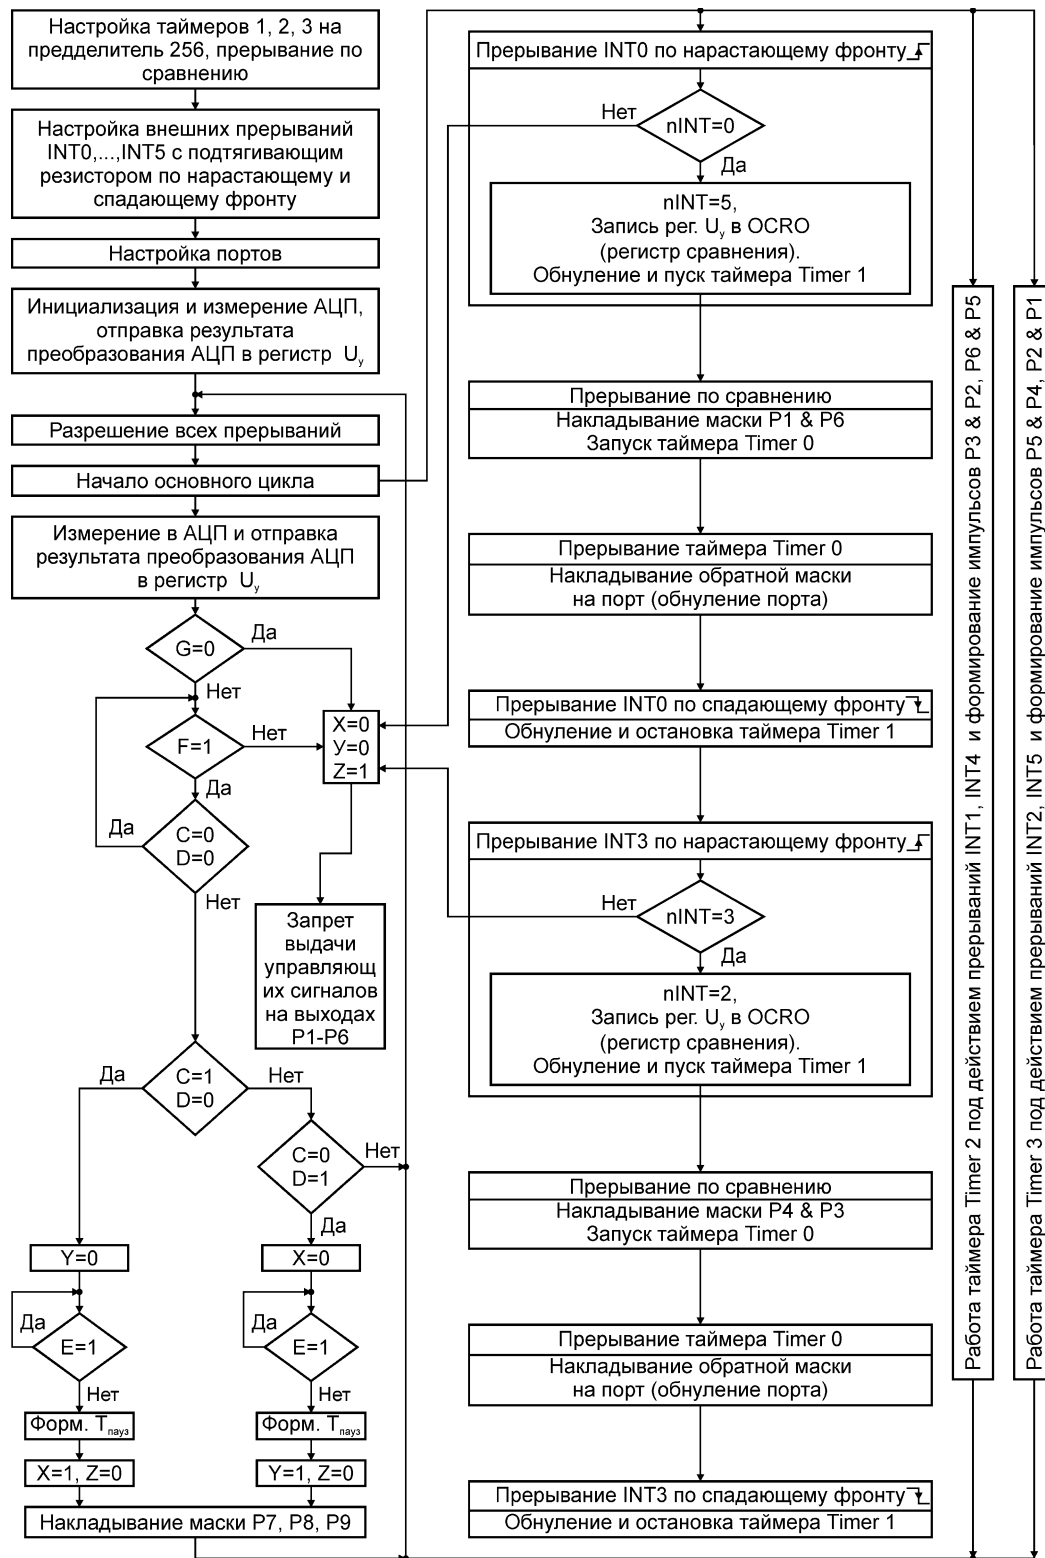 Настройка таймеров 1, 2, 3 на
предделитель 256, прерывание по
сравнению
Настройка внешних прерываний
INT0,...,INT5 с подтягивающим
резистором по нарастающему и
спадающему фронту
Настройка портов
Инициализация и измерение АЦП,
отправка результата
преобразования АЦП в регистр Uу
Разрешение всех прерываний
Начало основного цикла
Измерение в АЦП и отправка
результата преобразования АЦП
в регистр Uу
G=0
Да
Нет
F=1
Нет
Да
X=0
У=0
Z=1
C=0
D=0
Да
Нет
Запрет
выдачи
управляющ
их сигналов
на выходах
P1-P6
C=1
D=0
Да
Нет
C=0
D=1
Нет
Да
Y=0
X=0
Да
E=1
Нет
Да
E=1
Нет
Форм. Tпауз
Форм. Tпауз
X=1, Z=0
Y=1, Z=0
Накладывание маски P7, P8, P9
Прерывание INT0 по нарастающему фронту
Нет
nINT=0
Да
nINT=5,
Запись рег. Uу в OCRO
(регистр сравнения).
Обнуление и пуск таймера Timer 1
Прерывание по сравнению
Накладывание маски P1 & P6
Запуск таймера Timer 0
Прерывание таймера Timer 0
Накладывание обратной маски
на порт (обнуление порта)
Прерывание INT0 по спадающему фронту
Обнуление и остановка таймера Timer 1
Прерывание INT3 по нарастающему фронту
Нет
nINT=3
Да
nINT=2,
Запись рег. Uу в OCRO
(регистр сравнения).
Обнуление и пуск таймера Timer 1
Прерывание по сравнению
Накладывание маски P4 & P3
Запуск таймера Timer 0
Прерывание таймера Timer 0
Накладывание обратной маски
на порт (обнуление порта)
Прерывание INT3 по спадающему фронту
Обнуление и остановка таймера Timer 1
Работа таймера Timer 2 под действием прерываний INT1, INT4 и формирование импульсов P3 & P2, P6 & P5
Работа таймера Timer 3 под действием прерываний INT2, INT5 и формирование импульсов P5 & P4, P2 & P1